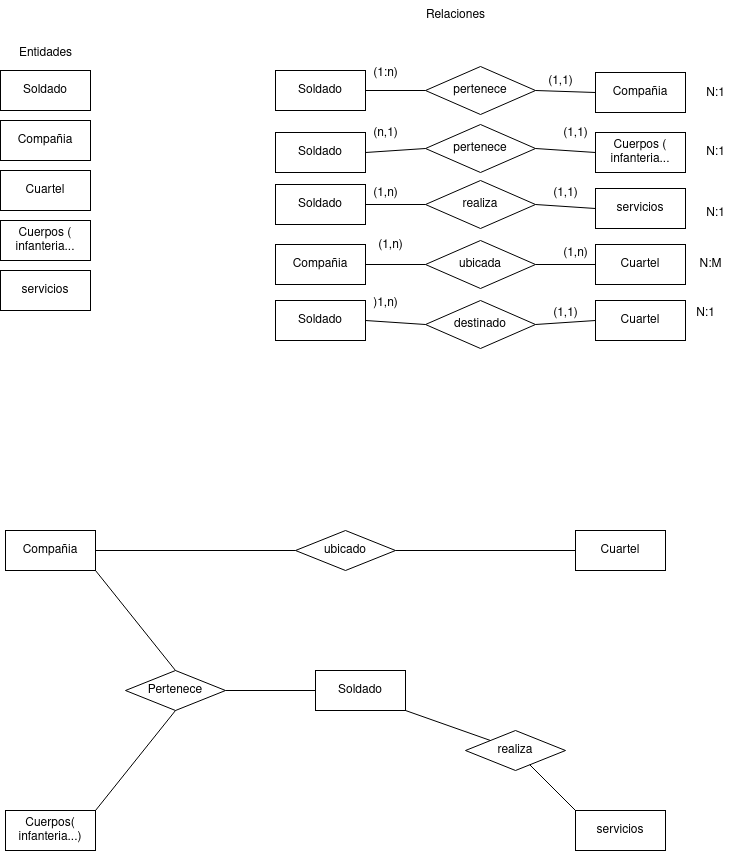 Relaciones
Entidades
Soldado
Compañia
Cuartel
Cuerpos (
infanteria...
servicios
Soldado
(1:n)
pertenece
(1,1)
Compañia
N:1
Soldado
(n,1)
pertenece
(1,1)
Cuerpos (
infanteria...
N:1
Soldado
(1,n)
realiza
(1,1)
servicios
N:1
Compañia
(1,n)
ubicada
(1,n)
Cuartel
N:M
Soldado
)1,n)
destinado
(1,1)
Cuartel
N:1
Compañia
ubicado
Cuartel
Pertenece
Soldado
realiza
Cuerpos(
infanteria...)
servicios